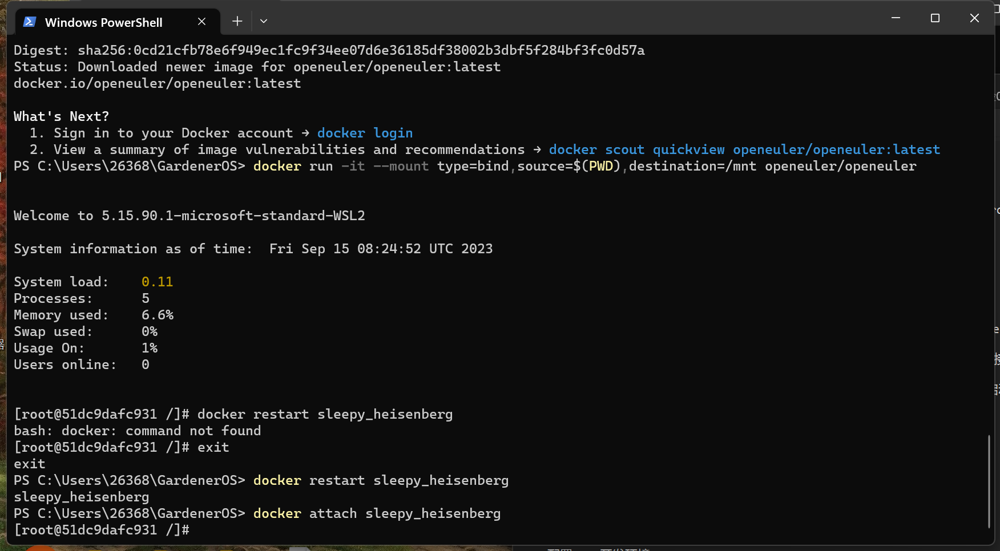 Windows PowerShell
Digest: sha256:0cd21cfb78e6f949ec1fc9f34ee07d6e36185df38002b3dbf5f284bf3fc0d57a
Status: Downloaded newer image for openeuler/openeuler:latest
docker.io/openeuler/openeuler:latest
What's Next?
1. Sign in to your Docker account → docker login
2. View a summary of image vulnerabilities and recommendations → docker scout quickview openeuler/openeuler:latest
PS C:\Users\26368\GardenerOS> docker run -it --mount type=bind,source=$(PWD),destination=/mnt openeuler/openeuler
Welcome to 5.15.90.1-microsoft-standard-WSL2
System information as of time:  Fri Sep 15 08:24:52 UTC 2023
System load:    0.11
Processes:      5
Memory used:    6.6%
Swap used:      0%
Usage On:       1%
Users online:   0
[root@51dc9dafc931 /]# docker restart sleepy_heisenberg
bash: docker: command not found
[root@51dc9dafc931 /]# exit
exit
PS C:\Users\26368\GardenerOS> docker restart sleepy_heisenberg
sleepy_heisenberg
PS C:\Users\26368\GardenerOS> docker attach sleepy_heisenberg
[root@51dc9dafc931 /]#